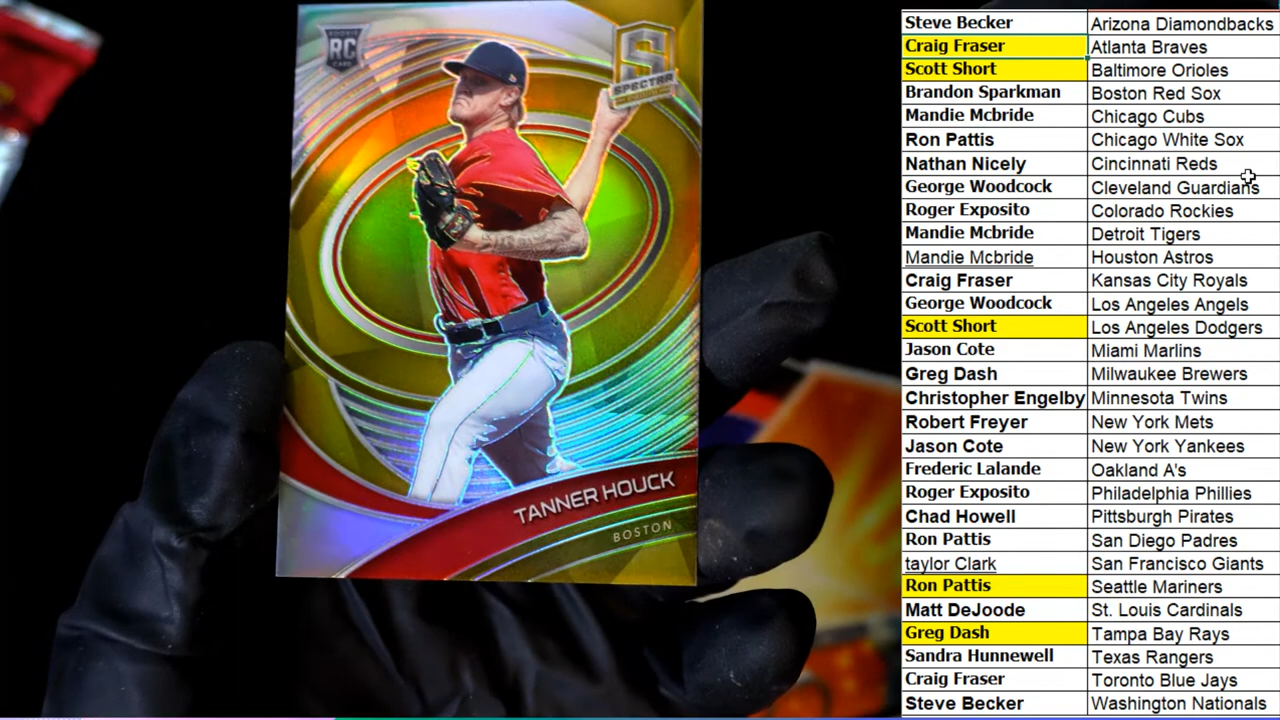 ROOKIE
RC
CARD
S
SPECTRA
TANNER HOUCK
BOSTON
Steve Becker Arizona Diamondbacks
Craig Fraser Atlanta Braves
Scott Short Baltimore Orioles
Brandon Sparkman Boston Red Sox
Mandie Mcbride Chicago Cubs
Ron Pattis Chicago White Sox
Nathan Nicely Cincinnati Reds
George Woodcock Cleveland Guardians
Roger Exposito Colorado Rockies
Mandie Mcbride Detroit Tigers
Mandie Mcbride Houston Astros
Craig Fraser Kansas City Royals
George Woodcock Los Angeles Angels
Scott Short Los Angeles Dodgers
Jason Cote Miami Marlins
Greg Dash Milwaukee Brewers
Christopher Engelby Minnesota Twins
Robert Freyer New York Mets
Jason Cote New York Yankees
Frederic Lalande Oakland A's
Roger Exposito Philadelphia Phillies
Chad Howell Pittsburgh Pirates
Ron Pattis San Diego Padres
taylor Clark San Francisco Giants
Ron Pattis Seattle Mariners
Matt DeJoode St. Louis Cardinals
Greg Dash Tampa Bay Rays
Sandra Hunnewell Texas Rangers
Craig Fraser Toronto Blue Jays
Steve Becker Washington Nationals